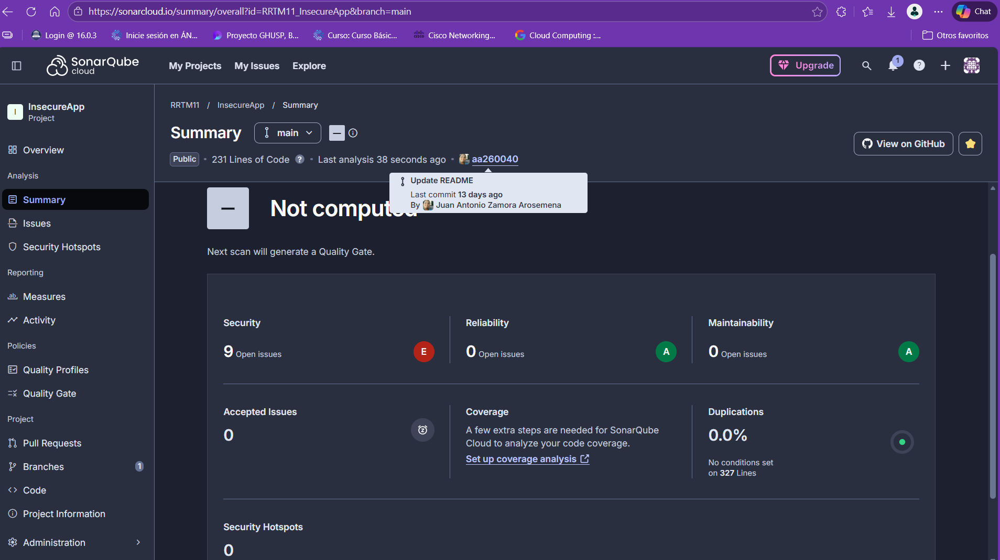 https://sonarcloud.io/summary/overall?id=RRTM11_InsecureApp&branch=main
Chat
Login @ 16.0.3
Inicie sesión en ÁN...
Proyecto GHUSP, B...
Curso: Curso Básic...
Cisco Networking...
Cloud Computing :...
Otros favoritos
SonarQube
cloud
My Projects
My Issues
Explore
Upgrade
1
InsecureApp
Project
Overview
Analysis
Summary
Issues
Security Hotspots
Reporting
Measures
Activity
Policies
Quality Profiles
Quality Gate
Project
Pull Requests
Branches
1
Code
Project Information
Administration
RRTM11 / InsecureApp / Summary
Summary
main
View on GitHub
Public
231 Lines of Code
Last analysis 38 seconds ago
aa260040
Update README
Last commit 13 days ago
By Juan Antonio Zamora Arosemena
Not computed
Next scan will generate a Quality Gate.
Security
9 Open issues
E
Reliability
0 Open issues
A
Maintainability
0 Open issues
A
Accepted Issues
0
Coverage
A few extra steps are needed for SonarQube
Cloud to analyze your code coverage.
Set up coverage analysis
Duplications
0.0%
No conditions set
on 327 Lines
Security Hotspots
0